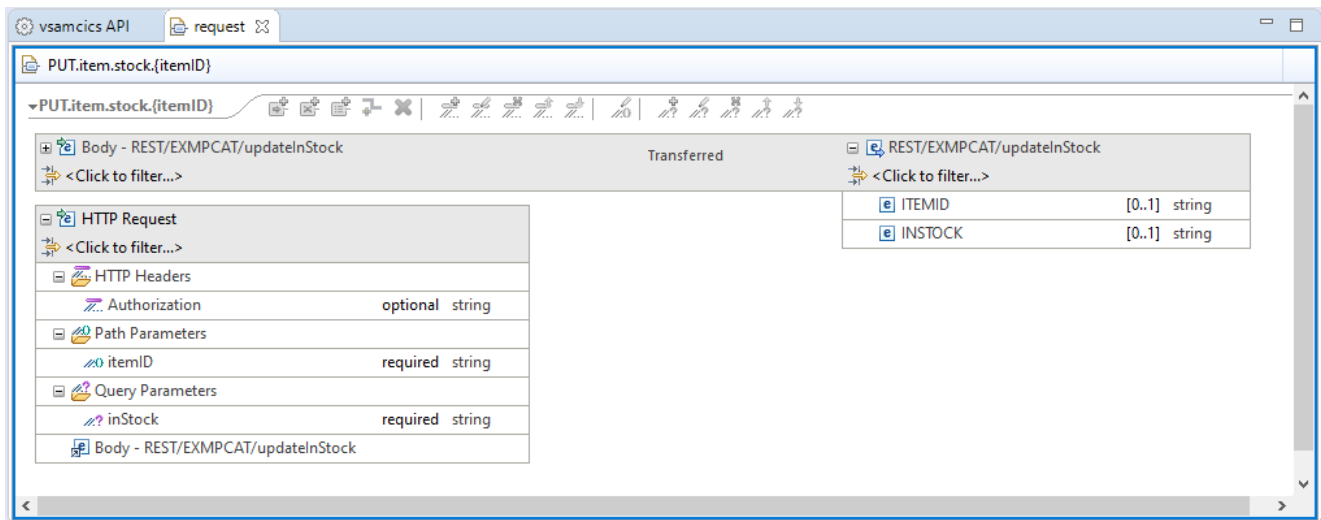 vsamcics API
request
PUT.item.stock.{itemID}
PUT.item.stock.{itemID}
Body - REST/EXMPCAT/updateInStock
Transferred
REST/EXMPCAT/updateInStock
<Click to filter...>
<Click to filter...>
ITEMID [0..1] string
INSTOCK [0..1] string
HTTP Request
<Click to filter...>
HTTP Headers
Authorization optional string
Path Parameters
itemID required string
Query Parameters
inStock required string
Body - REST/EXMPCAT/updateInStock